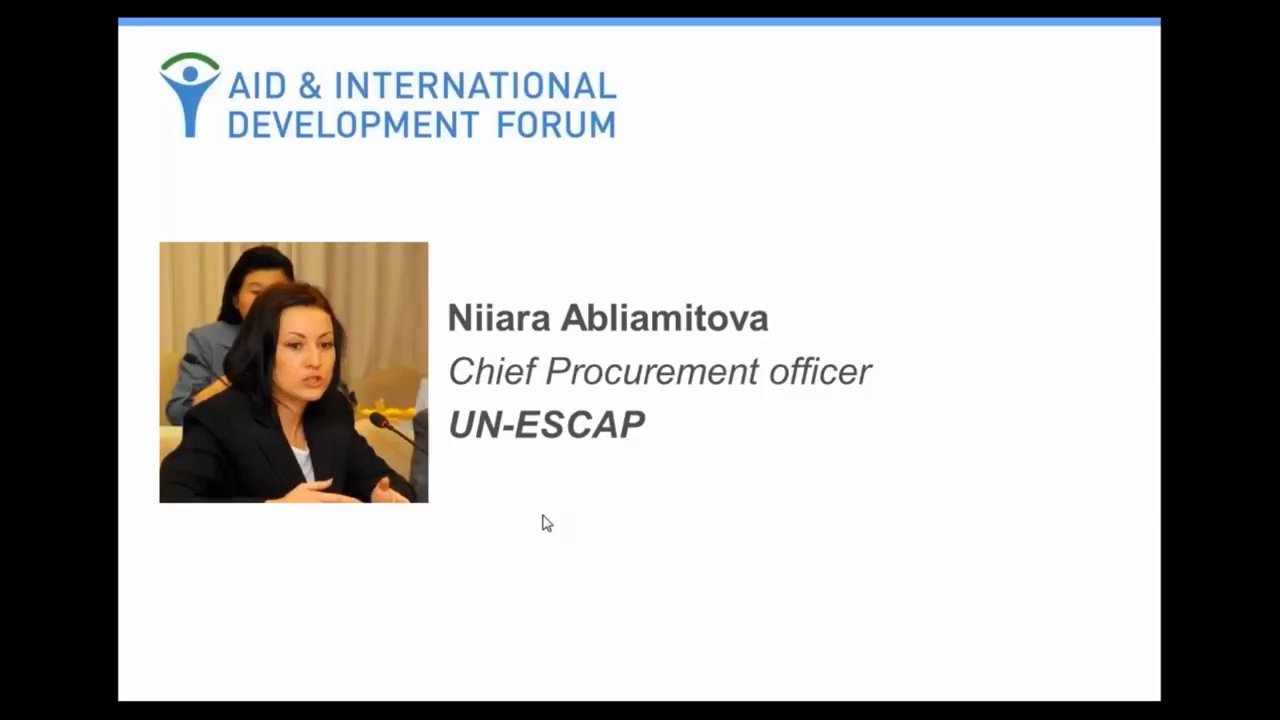 AID & INTERNATIONAL
DEVELOPMENT FORUM
Niiara Abliamitova
Chief Procurement officer
UN-ESCAP